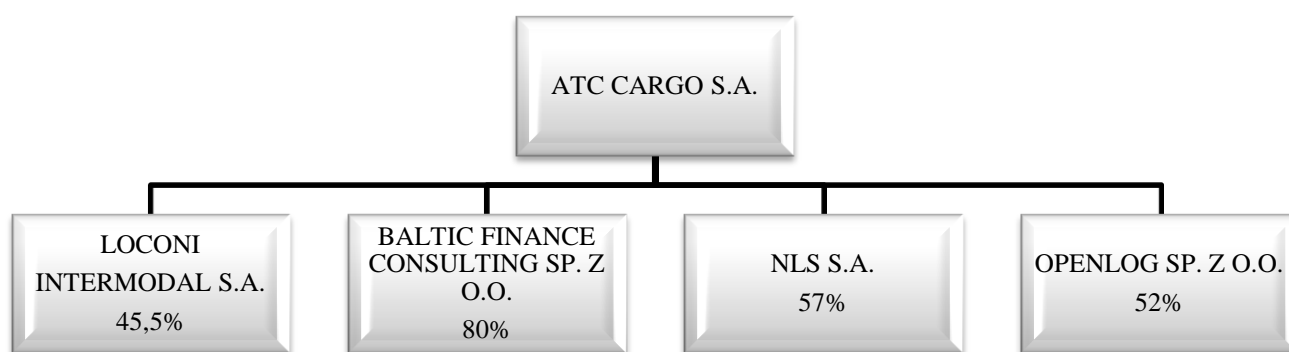 ATC CARGO S.A.
LOCONI
INTERMODAL S.A.
45,5%
BALTIC FINANCE
CONSULTING SP. Z
O.O.
80%
NLS S.A.
57%
OPENLOG SP. Z O.O.
52%